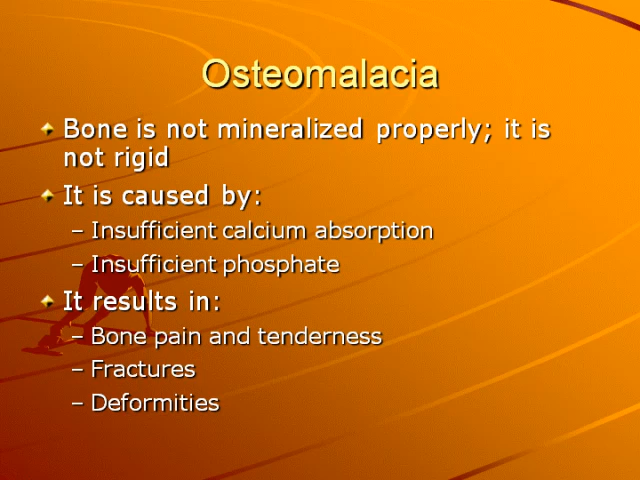 Osteomalacia
Bone is not mineralized properly; it is
not rigid
It is caused by:
– Insufficient calcium absorption
– Insufficient phosphate
It results in:
– Bone pain and tenderness
– Fractures
– Deformities